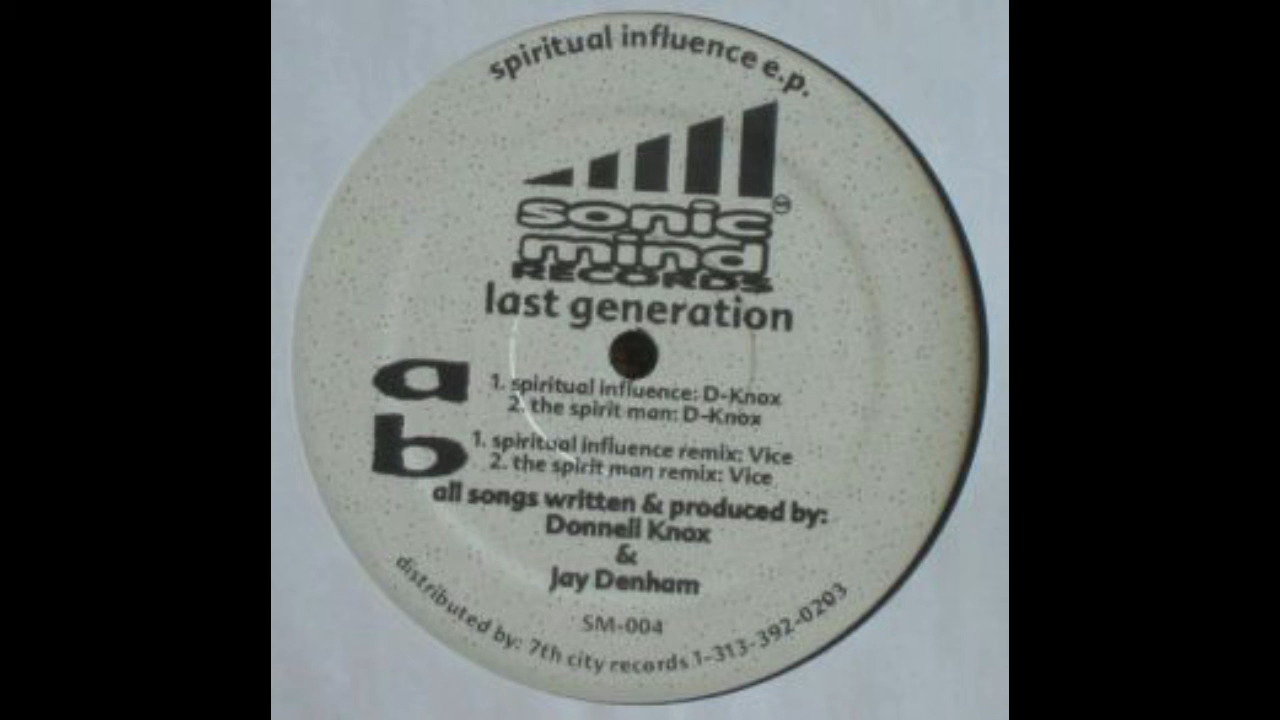 spiritual influence e.p.
sonic
mind
RECORDS
last generation
a
1. spiritual influence: D-Knox
2. the spirit man: D-Knox
b
1. spiritual influence remix: Vice
2. the spirit man remix: Vice
all songs written & produced by:
Donnell Knox
&
Jay Denham
SM-004
distributed by: 7th city records 1-313-392-0203